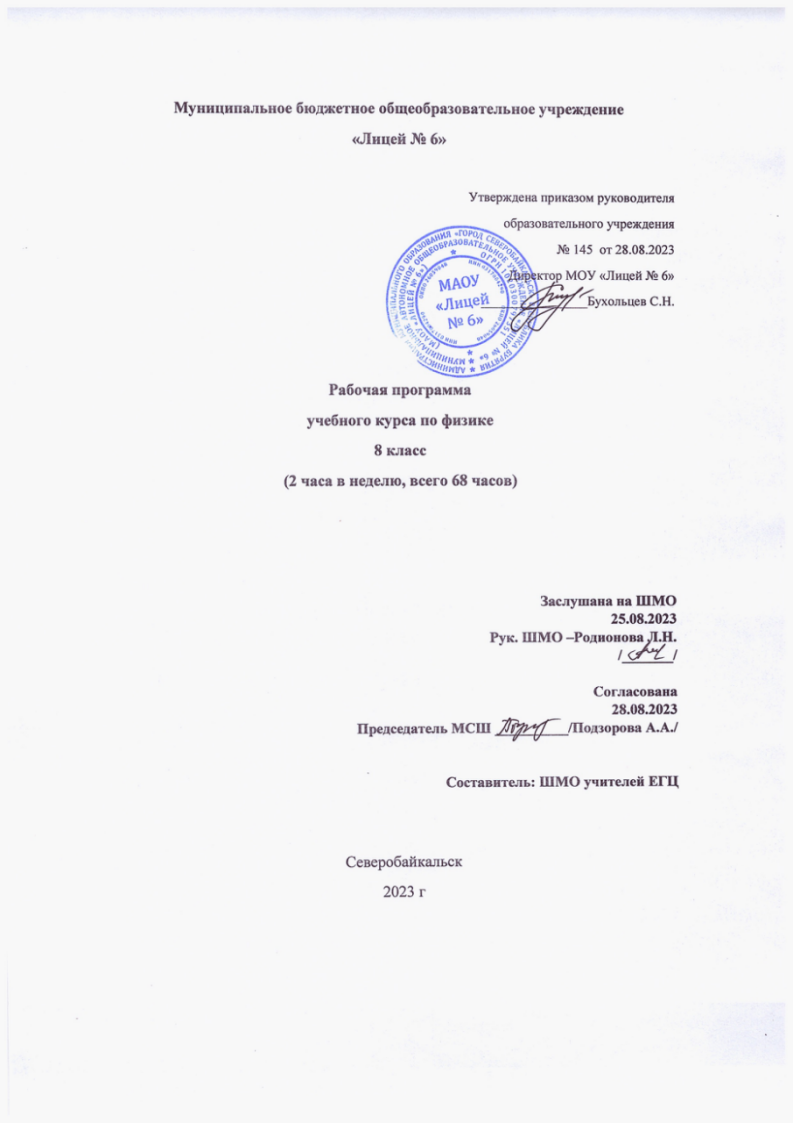 Муниципальное бюджетное общеобразовательное учреждение
«Лицей № 6»
Утверждена приказом руководителя
образовательного учреждения
№ 145 от 28.08.2023
Директор МОУ «Лицей № 6»
Бухольцев С.Н.
МАОУ
«Лицей
№ 6»
Рабочая программа
учебного курса по физике
8 класс
(2 часа в неделю, всего 68 часов)
Заслушана на ШМО
25.08.2023
Рук. ШМО –Родионова Л.Н.
/ /
Согласована
28.08.2023
Председатель МСШ /Подзорова А.А./
Составитель: ШМО учителей ЕГЦ
Северобайкальск
2023 г